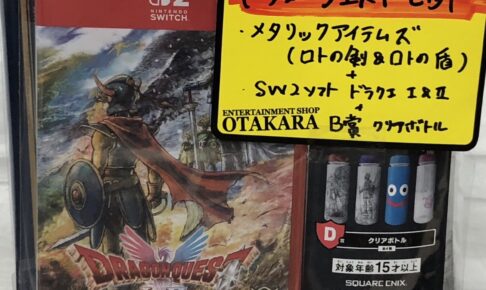 NINTENDO
SWITCH
・メタリックアイテムズ
(ロトの剣&ロトの盾)
+
SW2ソフト ドラクエ I&II
+
ENTERTAINMENT SHOP
OTAKARA B賞 クリアボトル
DRAGON QUEST
D賞
クリアボトル
対象年齢15才以上
SQUARE ENIX